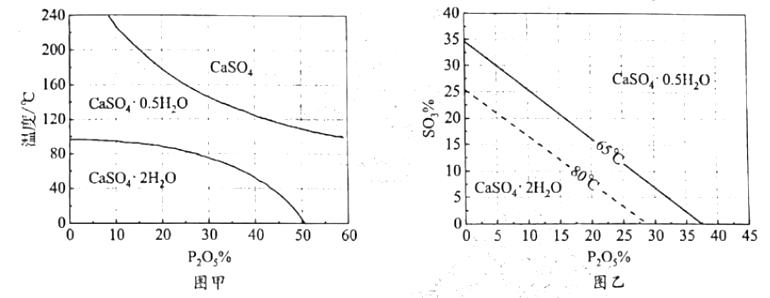 240
200
160
120
80
40
0
温度/℃
CaSO₄
CaSO₄·0.5H₂O
CaSO₄·2H₂O
0 10 20 30 40 50 60
P₂O₅%
图甲
40
35
30
25
20
15
10
5
0
SO₃%
CaSO₄·0.5H₂O
65℃
80℃
CaSO₄·2H₂O
0 5 10 15 20 25 30 35 40 45
P₂O₅%
图乙